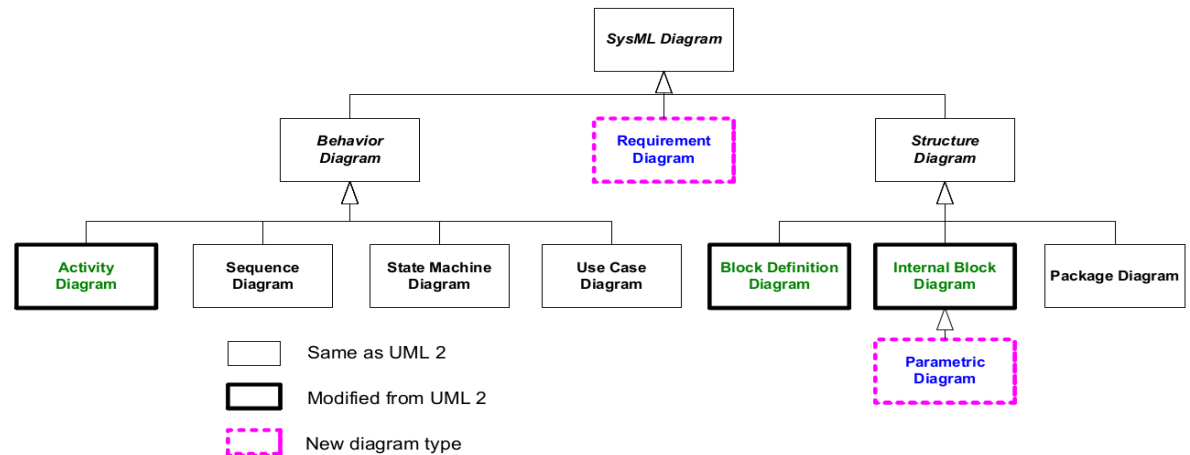 SysML Diagram
Behavior
Diagram
Requirement
Diagram
Structure
Diagram
Activity
Diagram
Sequence
Diagram
State Machine
Diagram
Use Case
Diagram
Block Definition
Diagram
Internal Block
Diagram
Package Diagram
Parametric
Diagram
Same as UML 2
Modified from UML 2
New diagram type